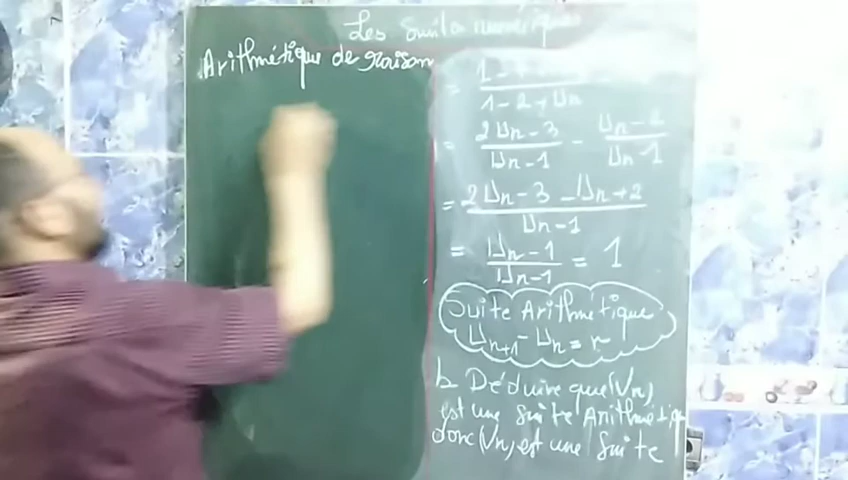 Les Suites numériques
Arithmétique de raison
=
1 - 2 + Un
= (2Un - 3)/(Un - 1) - (Un - 2)/(Un - 1)
= (2Un - 3 - Un + 2)/(Un - 1)
= (Un - 1)/(Un - 1) = 1
Suite Arithmétique
Un+1 - Un = r
b Déduire que (Vn)
est une suite Arithmétiqu
donc (Vn) est une suite